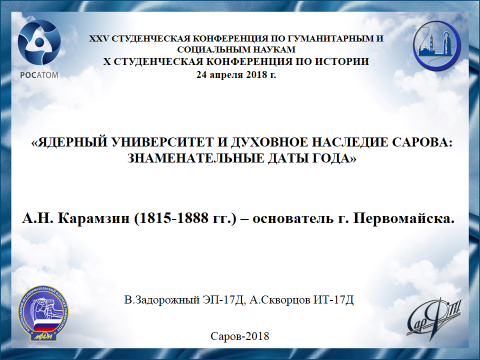 XXV СТУДЕНЧЕСКАЯ КОНФЕРЕНЦИЯ ПО ГУМАНИТАРНЫМ И
СОЦИАЛЬНЫМ НАУКАМ
X СТУДЕНЧЕСКАЯ КОНФЕРЕНЦИЯ ПО ИСТОРИИ
24 апреля 2018 г.
РОСАТОМ
«ЯДЕРНЫЙ УНИВЕРСИТЕТ И ДУХОВНОЕ НАСЛЕДИЕ САРОВА:
ЗНАМЕНАТЕЛЬНЫЕ ДАТЫ ГОДА»
А.Н. Карамзин (1815-1888 гг.) – основатель г. Первомайска.
В.Задорожный ЭП-17Д, А.Скворцов ИТ-17Д
Саров-2018
СарФТИ